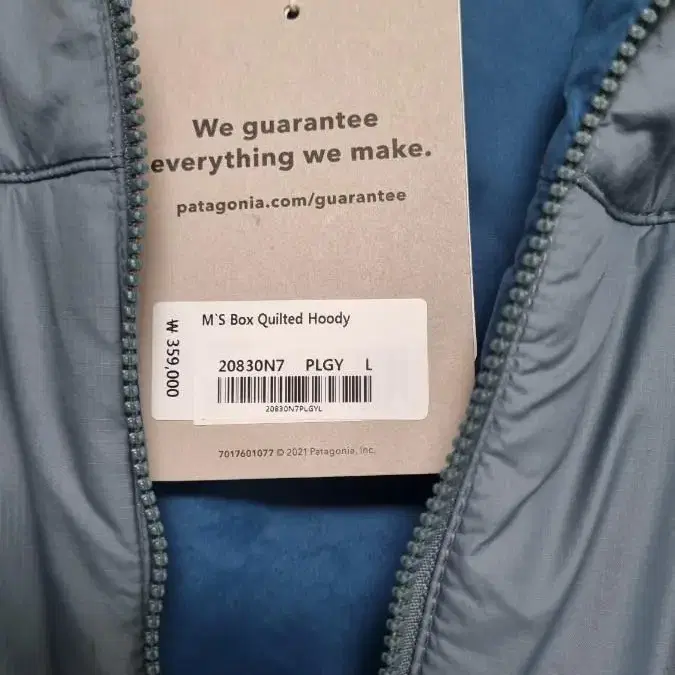 We guarantee
everything we make.
patagonia.com/guarantee
M`S Box Quilted Hoody
₩ 359,000
20830N7 PLGY L
20830N7PLGYL
7017601077 © 2021 Patagonia, Inc.